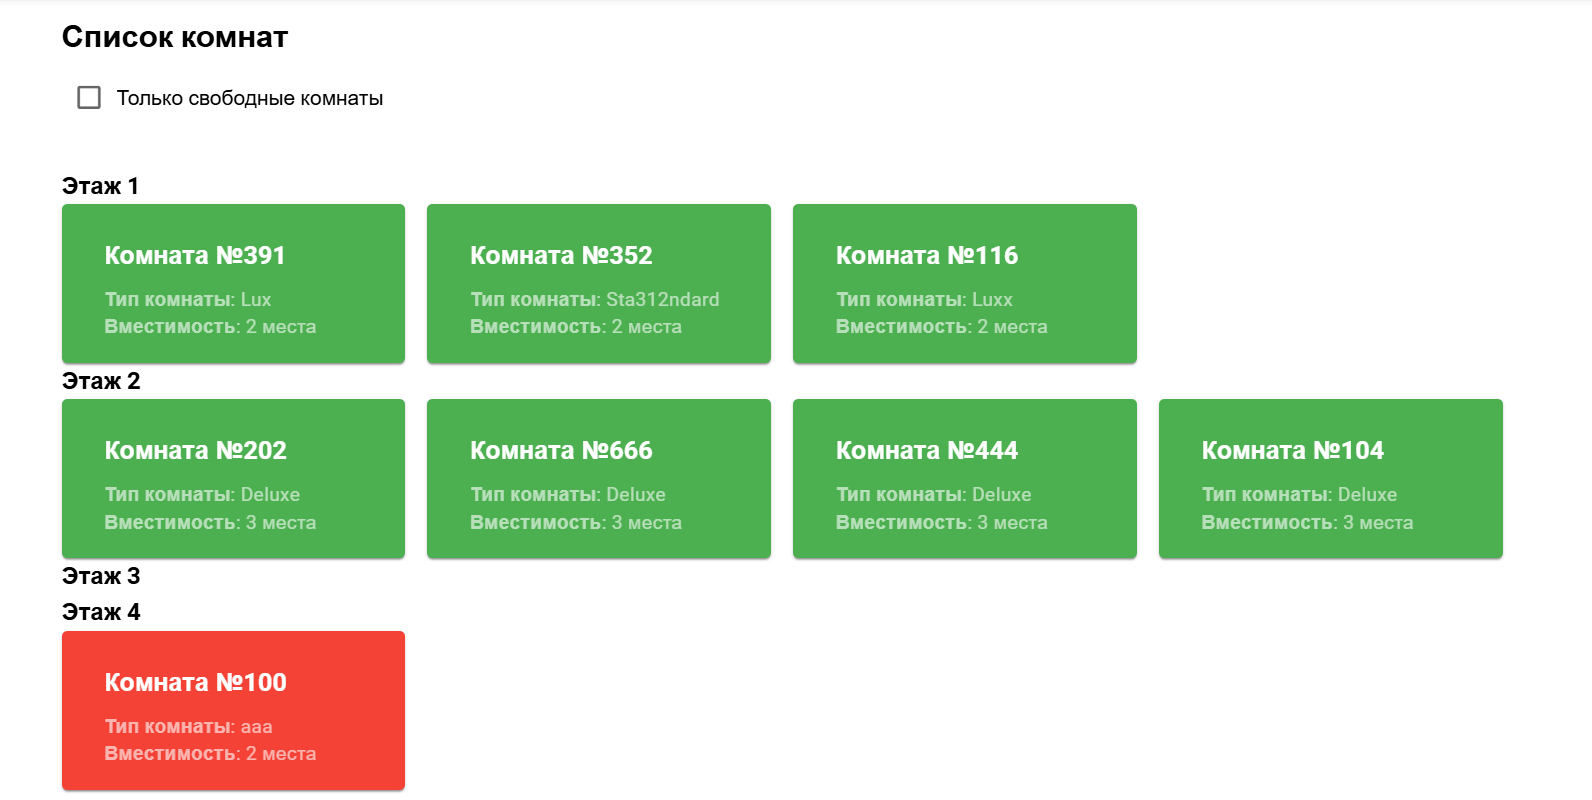 Список комнат
Только свободные комнаты
Этаж 1
Комната №391
Тип комнаты: Lux
Вместимость: 2 места
Комната №352
Тип комнаты: Sta312ndard
Вместимость: 2 места
Комната №116
Тип комнаты: Luxx
Вместимость: 2 места
Этаж 2
Комната №202
Тип комнаты: Deluxe
Вместимость: 3 места
Комната №666
Тип комнаты: Deluxe
Вместимость: 3 места
Комната №444
Тип комнаты: Deluxe
Вместимость: 3 места
Комната №104
Тип комнаты: Deluxe
Вместимость: 3 места
Этаж 3
Этаж 4
Комната №100
Тип комнаты: aaa
Вместимость: 2 места